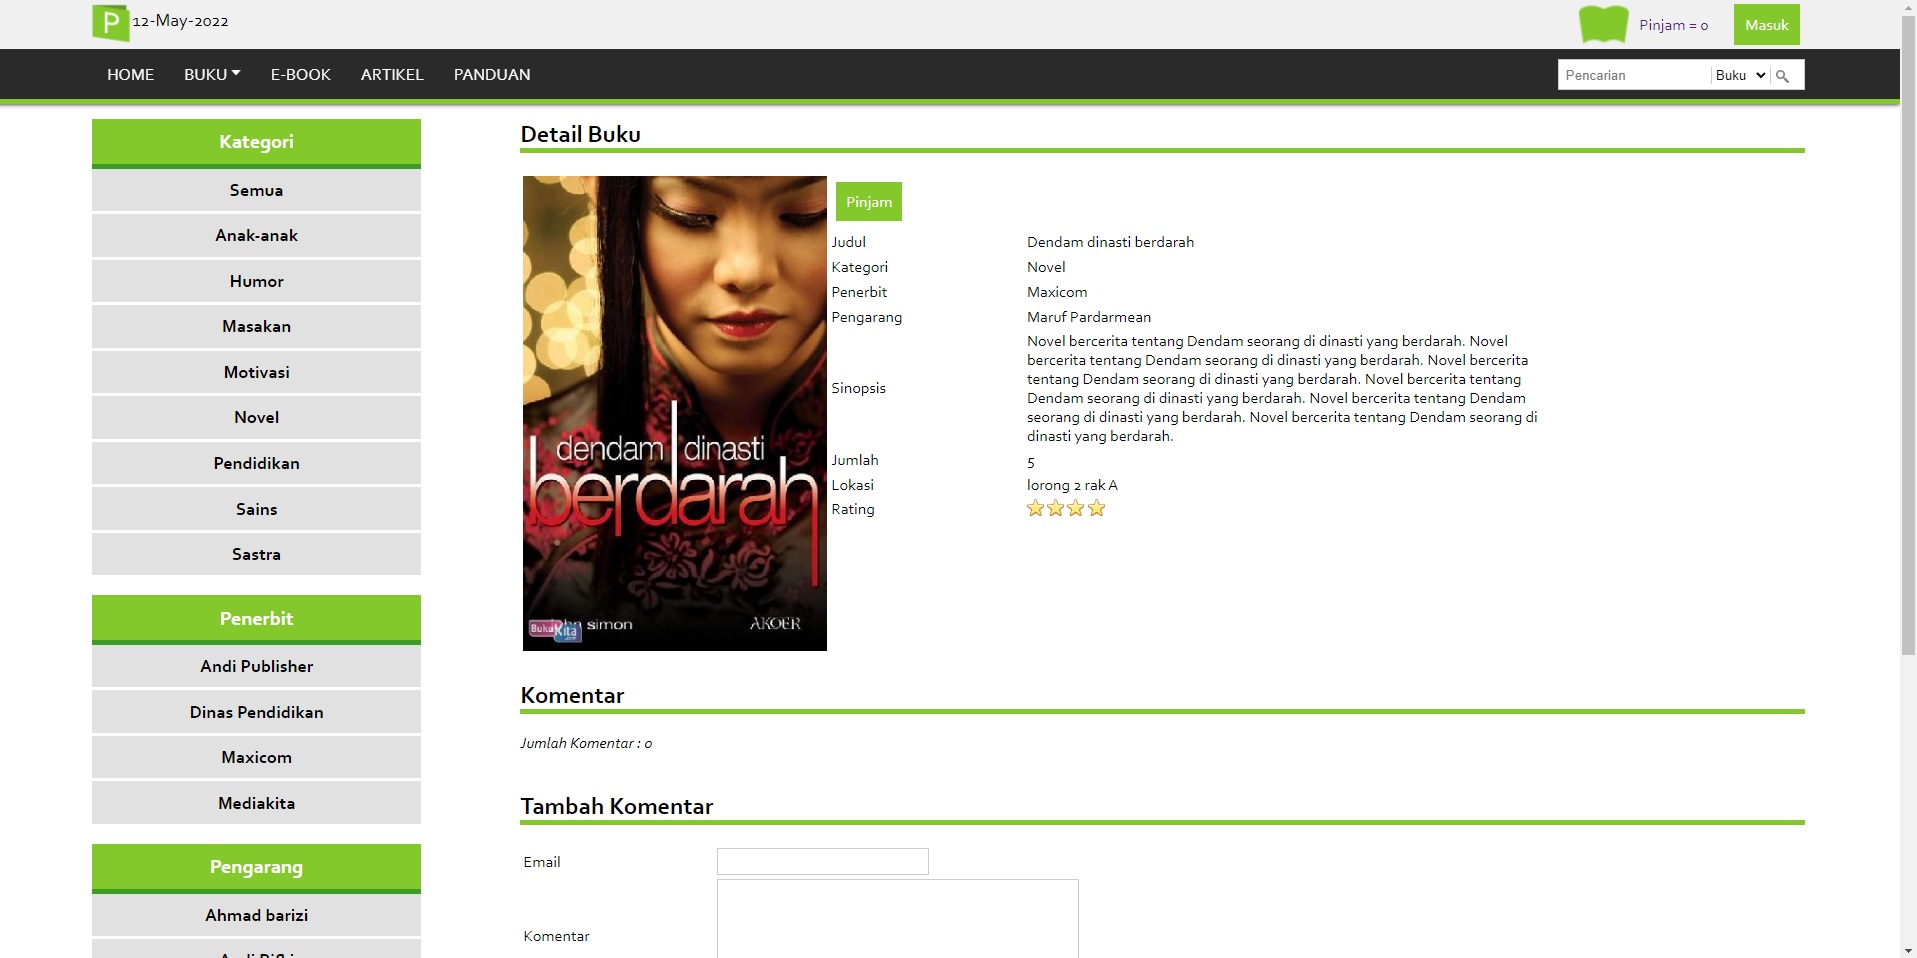 P 12-May-2022
Pinjam = 0
Masuk
HOME
BUKU
E-BOOK
ARTIKEL
PANDUAN
Pencarian
Buku
Kategori
Semua
Anak-anak
Humor
Masakan
Motivasi
Novel
Pendidikan
Sains
Sastra
Penerbit
Andi Publisher
Dinas Pendidikan
Maxicom
Mediakita
Pengarang
Ahmad barizi
Detail Buku
dendam dinasti
berdarah
simon
AKOER
Buku
Kita
Pinjam
Judul Dendam dinasti berdarah
Kategori Novel
Penerbit Maxicom
Pengarang Maruf Pardarmean
Sinopsis
Novel bercerita tentang Dendam seorang di dinasti yang berdarah. Novel
bercerita tentang Dendam seorang di dinasti yang berdarah. Novel bercerita
tentang Dendam seorang di dinasti yang berdarah. Novel bercerita tentang
Dendam seorang di dinasti yang berdarah. Novel bercerita tentang Dendam
seorang di dinasti yang berdarah. Novel bercerita tentang Dendam seorang di
dinasti yang berdarah.
Jumlah 5
Lokasi lorong 2 rak A
Rating
Komentar
Jumlah Komentar : 0
Tambah Komentar
Email
Komentar